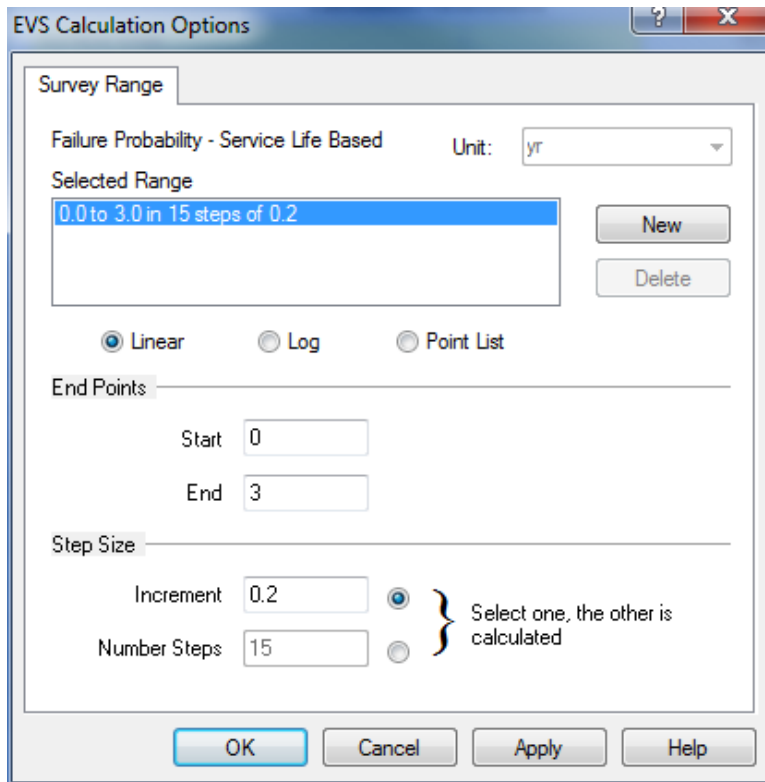 EVS Calculation Options
?
X
Survey Range
Failure Probability - Service Life Based
Unit:
yr
Selected Range
0.0 to 3.0 in 15 steps of 0.2
New
Delete
Linear
Log
Point List
End Points
Start
0
End
3
Step Size
Increment
0.2
Number Steps
15
Select one, the other is
calculated
OK
Cancel
Apply
Help